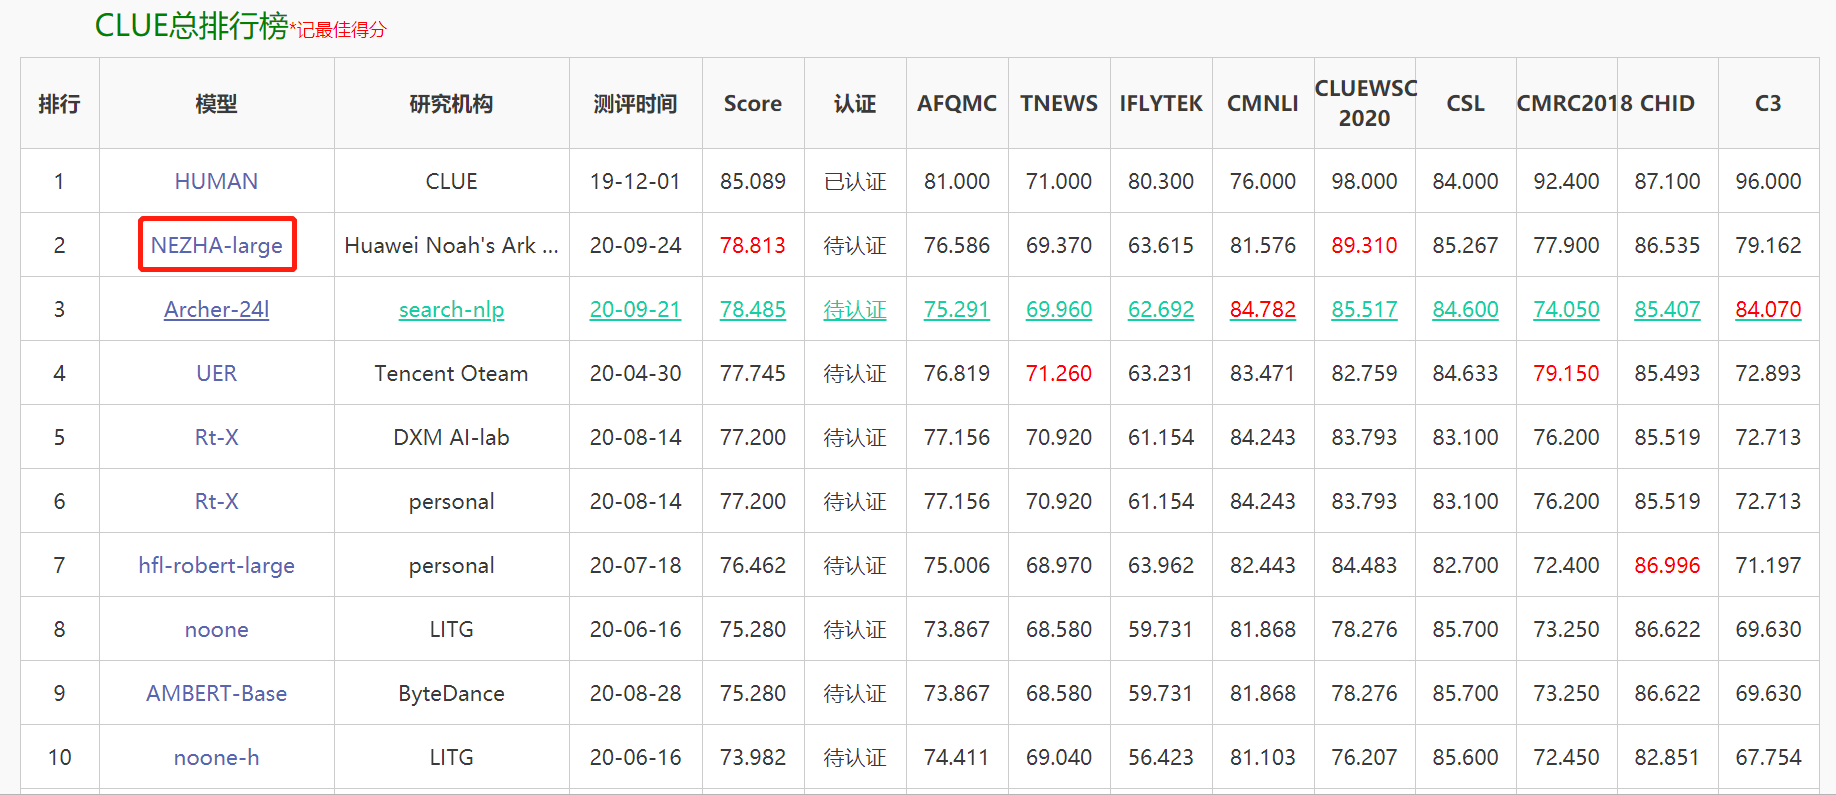 CLUE总排行榜*记最佳得分
排行 模型 研究机构 测评时间 Score 认证 AFQMC TNEWS IFLYTEK CMNLI CLUEWSC 2020 CSL CMRC2018 CHID C3
1 HUMAN CLUE 19-12-01 85.089 已认证 81.000 71.000 80.300 76.000 98.000 84.000 92.400 87.100 96.000
2 NEZHA-large Huawei Noah's Ark ... 20-09-24 78.813 待认证 76.586 69.370 63.615 81.576 89.310 85.267 77.900 86.535 79.162
3 Archer-24l search-nlp 20-09-21 78.485 待认证 75.291 69.960 62.692 84.782 85.517 84.600 74.050 85.407 84.070
4 UER Tencent Oteam 20-04-30 77.745 待认证 76.819 71.260 63.231 83.471 82.759 84.633 79.150 85.493 72.893
5 Rt-X DXM AI-lab 20-08-14 77.200 待认证 77.156 70.920 61.154 84.243 83.793 83.100 76.200 85.519 72.713
6 Rt-X personal 20-08-14 77.200 待认证 77.156 70.920 61.154 84.243 83.793 83.100 76.200 85.519 72.713
7 hfl-robert-large personal 20-07-18 76.462 待认证 75.006 68.970 63.962 82.443 84.483 82.700 72.400 86.996 71.197
8 noone LITG 20-06-16 75.280 待认证 73.867 68.580 59.731 81.868 78.276 85.700 73.250 86.622 69.630
9 AMBERT-Base ByteDance 20-08-28 75.280 待认证 73.867 68.580 59.731 81.868 78.276 85.700 73.250 86.622 69.630
10 noone-h LITG 20-06-16 73.982 待认证 74.411 69.040 56.423 81.103 76.207 85.600 72.450 82.851 67.754